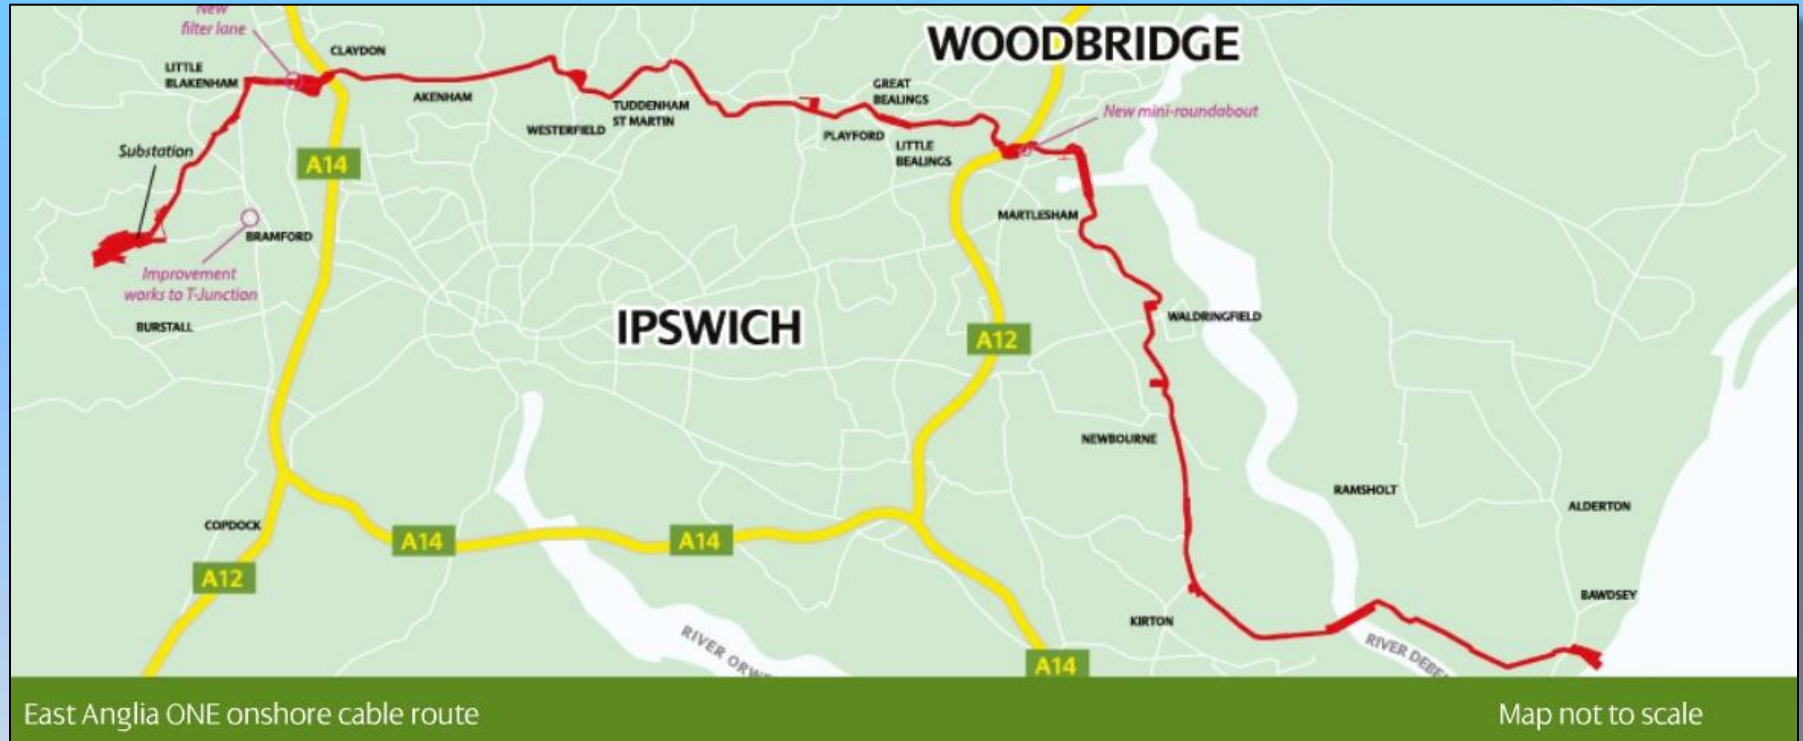 New
filter lane
CLAYDON
WOODBRIDGE
LITTLE
BLAKENHAM
AKENHAM
GREAT
BEALINGS
TUDDENHAM
ST MARTIN
WESTERFIELD
PLAYFORD
LITTLE
BEALINGS
New mini-roundabout
Substation
A14
MARTLESHAM
BRAMFORD
Improvement
works to T-Junction
BURSTALL
IPSWICH
A12
WALDRINGFIELD
NEWBOURNE
RAMSHOLT
ALDERTON
COPDOCK
A14
A14
A12
BAWDSEY
KIRTON
RIVER
RIVER
A14
East Anglia ONE onshore cable route
Map not to scale